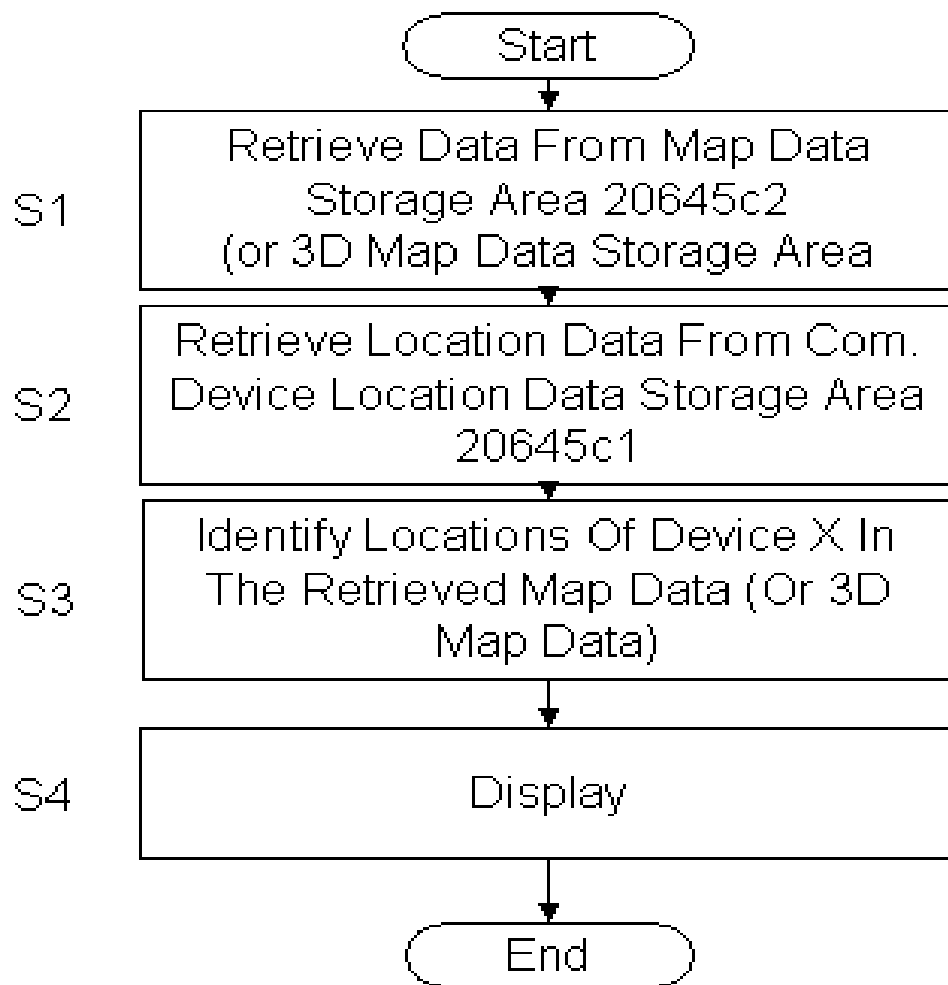 Start
S1
Retrieve Data From Map Data
Storage Area 20645c2
(or 3D Map Data Storage Area
S2
Retrieve Location Data From Com.
Device Location Data Storage Area
20645c1
S3
Identify Locations Of Device X In
The Retrieved Map Data (Or 3D
Map Data)
S4
Display
End